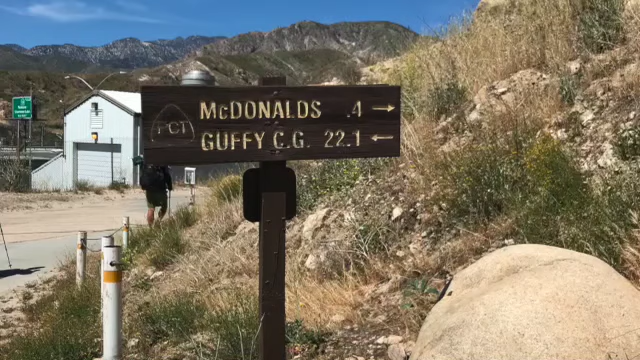 McDONALDS .4 →
GUFFY C.G. 22.1 ←
PCT